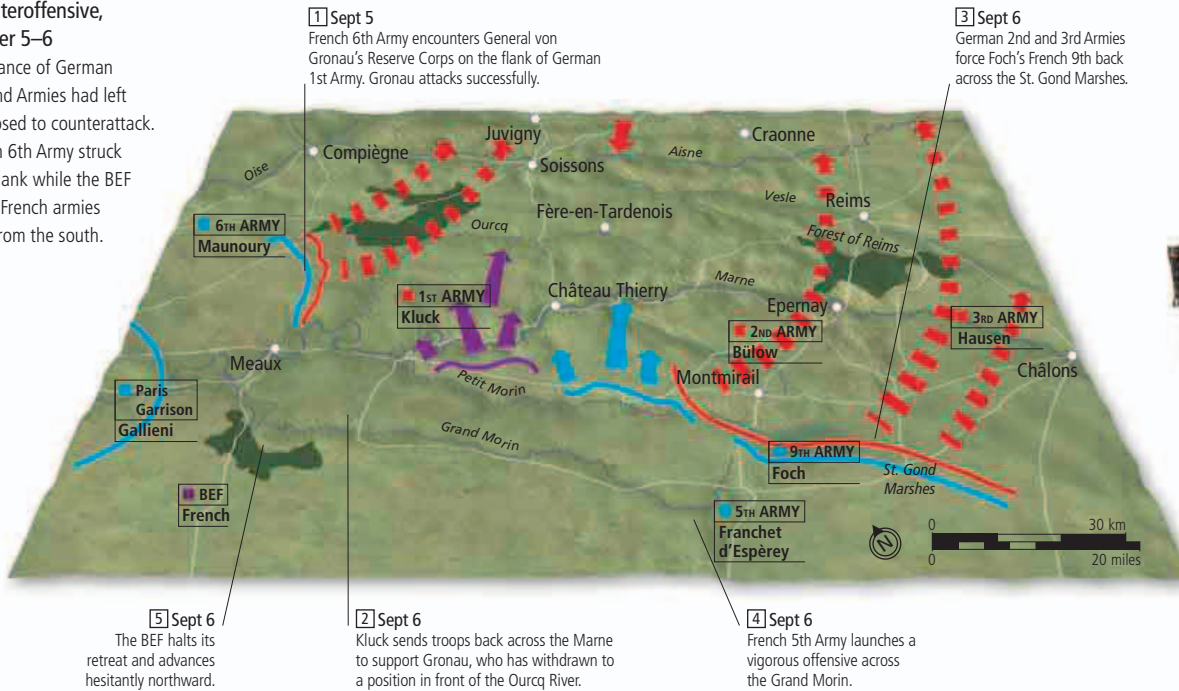 teroffensive,
er 5–6
ance of German
nd Armies had left
osed to counterattack.
n 6th Army struck
ank while the BEF
French armies
rom the south.
1 Sept 5
French 6th Army encounters General von
Gronau's Reserve Corps on the flank of German
1st Army. Gronau attacks successfully.
3 Sept 6
German 2nd and 3rd Armies
force Foch's French 9th back
across the St. Gond Marshes.
Juvigny
Craonne
Compiègne
Aisne
Soissons
Oise
Vesle
Reims
Fère-en-Tardenois
6TH ARMY
Maunoury
Ourcq
Forest of Reims
Marne
1ST ARMY
Kluck
Château Thierry
Epernay
2ND ARMY
Bülow
3RD ARMY
Hausen
Meaux
Châlons
Petit Morin
Montmirail
Paris
Garrison
Gallieni
Grand Morin
9TH ARMY
Foch
St. Gond
Marshes
BEF
French
5TH ARMY
Franchet
d'Espèrey
N
0 30 km
0 20 miles
5 Sept 6
The BEF halts its
retreat and advances
hesitantly northward.
2 Sept 6
Kluck sends troops back across the Marne
to support Gronau, who has withdrawn to
a position in front of the Ourcq River.
4 Sept 6
French 5th Army launches a
vigorous offensive across
the Grand Morin.